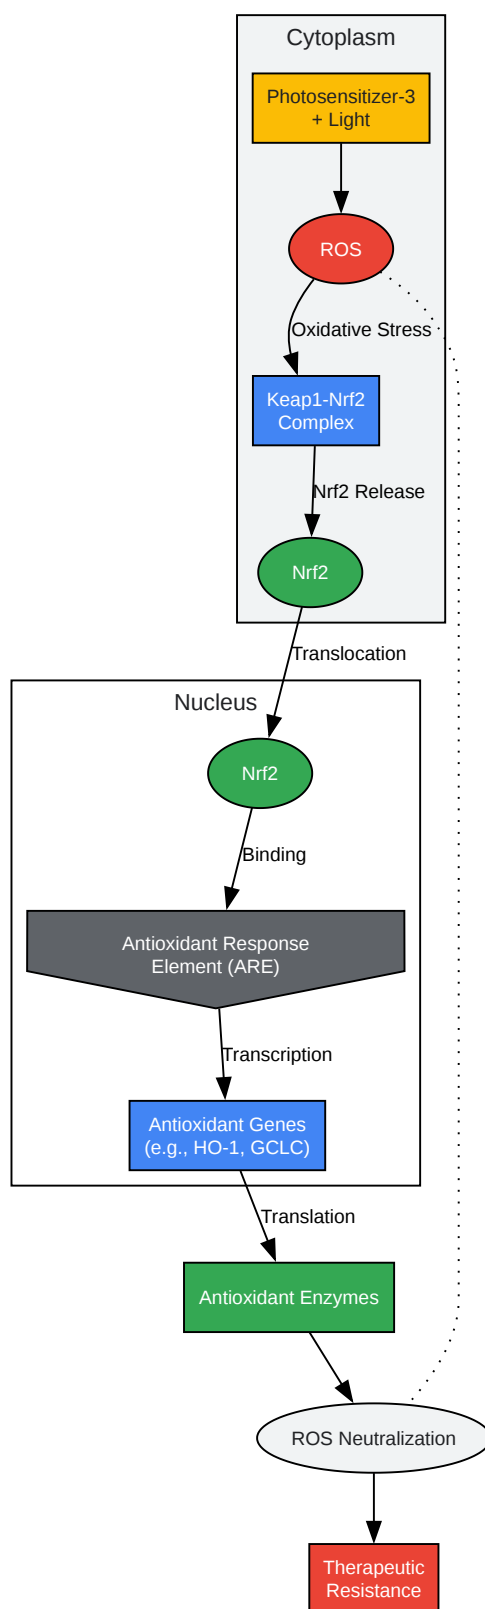 Cytoplasm
Photosensitizer-3
+ Light
ROS
Oxidative Stress
Keap1-Nrf2
Complex
Nrf2 Release
Nrf2
Translocation
Nucleus
Nrf2
Binding
Antioxidant Response
Element (ARE)
Transcription
Antioxidant Genes
(e.g., HO-1, GCLC)
Translation
Antioxidant Enzymes
ROS Neutralization
Therapeutic
Resistance